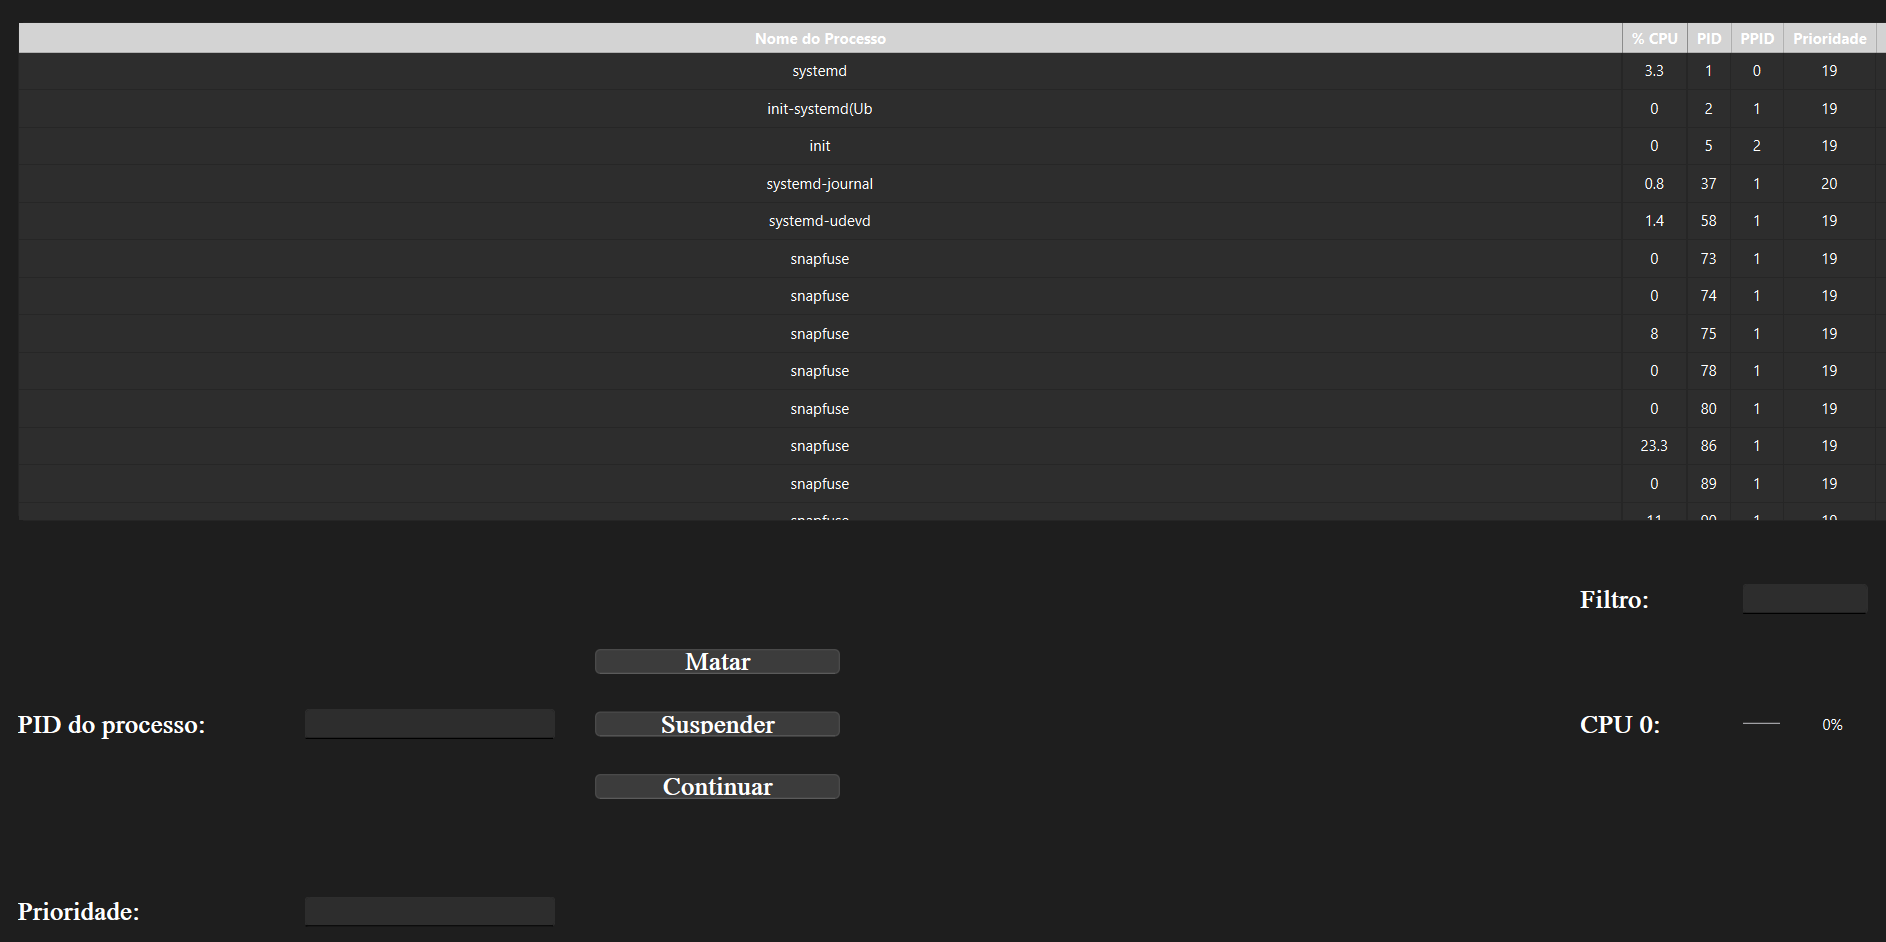 Nome do Processo % CPU PID PPID Prioridade
systemd 3.3 1 0 19
init-systemd(Ub 0 2 1 19
init 0 5 2 19
systemd-journal 0.8 37 1 20
systemd-udevd 1.4 58 1 19
snapfuse 0 73 1 19
snapfuse 0 74 1 19
snapfuse 8 75 1 19
snapfuse 0 78 1 19
snapfuse 0 80 1 19
snapfuse 23.3 86 1 19
snapfuse 0 89 1 19
snapfuse 11 90 1 19
Filtro:
Matar
PID do processo: Suspender CPU 0: 0%
Continuar
Prioridade: